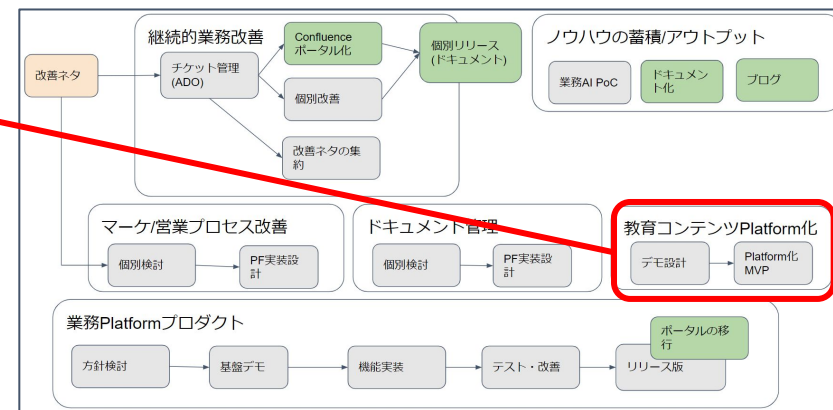 継続的業務改善
ノウハウの蓄積/アウトプット
改善ネタ
チケット管理
(ADO)
Confluence
ポータル化
個別リリース
(ドキュメント)
個別改善
改善ネタの集
約
業務AI PoC
ドキュメン
ト化
ブログ
マーケ/営業プロセス改善
個別検討
PF実装設
計
ドキュメント管理
個別検討
PF実装設
計
教育コンテンツPlatform化
デモ設計
Platform化
MVP
業務Platformプロダクト
方針検討
基盤デモ
機能実装
テスト・改善
リリース版
ポータルの移
行